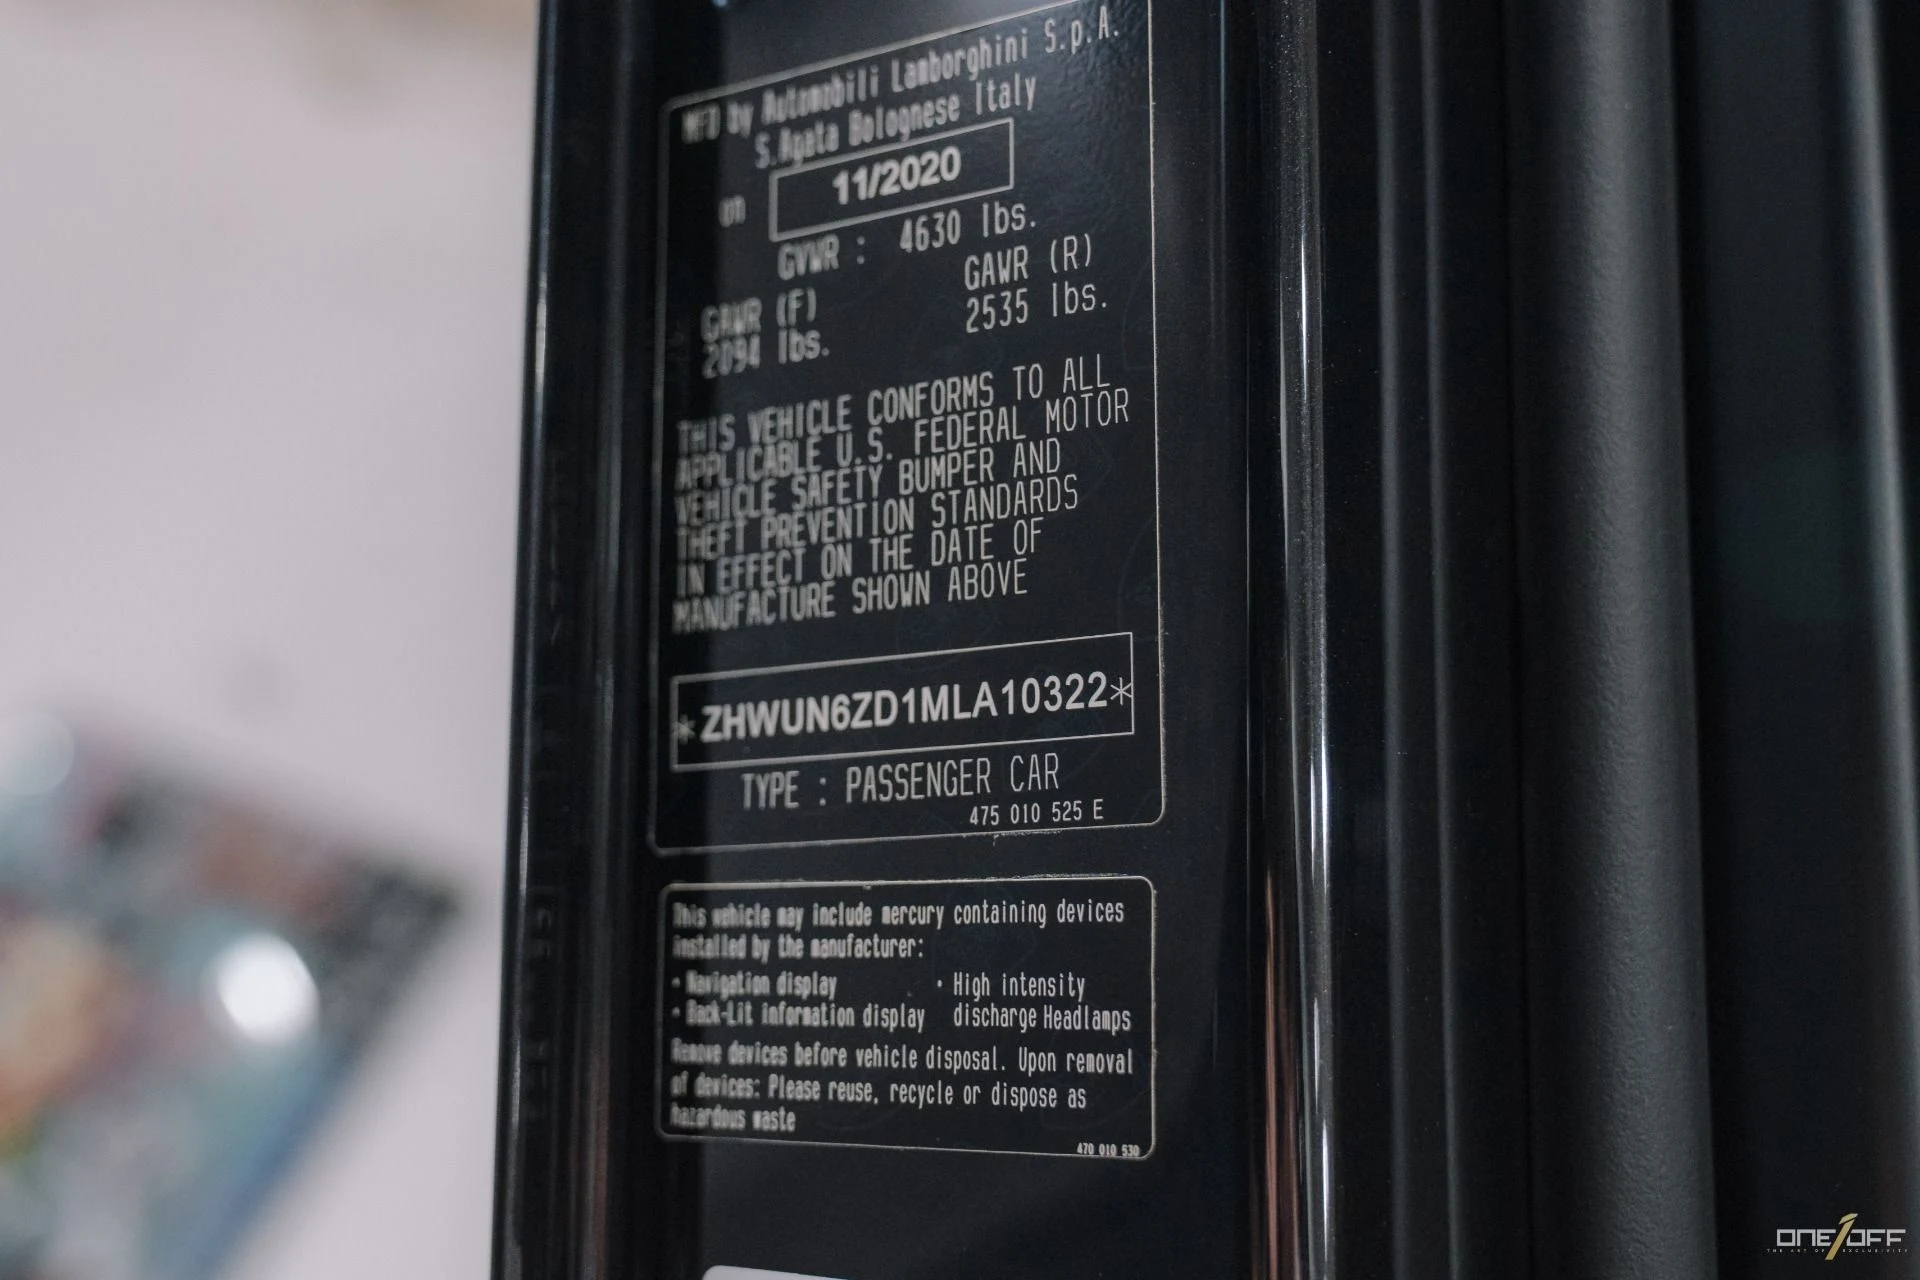 MFD by Automobili Lamborghini S.p.A.
S.Agata Bolognese Italy
on 11/2020
GVWR : 4630 lbs.
GAWR (F) GAWR (R)
2094 lbs. 2535 lbs.
THIS VEHICLE CONFORMS TO ALL
APPLICABLE U.S. FEDERAL MOTOR
VEHICLE SAFETY BUMPER AND
THEFT PREVENTION STANDARDS
IN EFFECT ON THE DATE OF
MANUFACTURE SHOWN ABOVE
*ZHWUN6ZD1MLA10322*
TYPE : PASSENGER CAR
475 010 525 E
This vehicle may include mercury containing devices
installed by the manufacturer:
· Navigation display
· Back-Lit information display
· High intensity
discharge Headlamps
Remove devices before vehicle disposal. Upon removal
of devices: Please reuse, recycle or dispose as
hazardous waste
470 010 530
ONE/OFF
THE ART OF EXCLUSIVITY